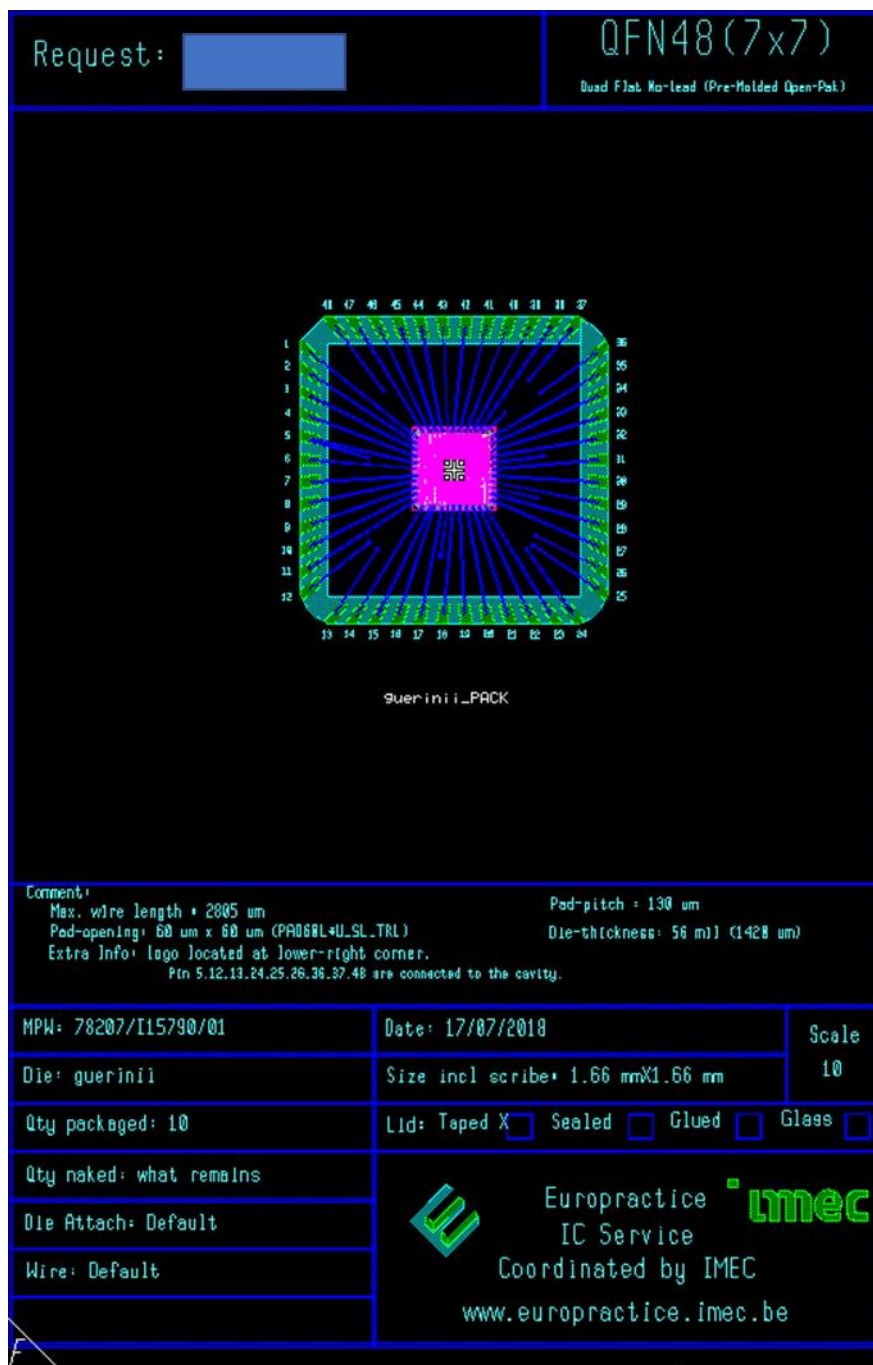 Request:
QFN48(7x7)
Quad Flat No-lead (Pre-Molded Open-Pak)
48 47 46 45 44 43 42 41 40 39 38 37
1 36
2 35
3 34
4 33
5 32
6 31
7 30
8 29
9 28
10 27
11 26
12 25
13 14 15 16 17 18 19 20 21 22 23 24
guerinii_PACK
Comment:
Max. wire length = 2805 um
Pad-pitch = 130 um
Pad-opening: 60 um x 60 um (PAD60L*U_SL_TRL)
Die-thickness: 56 mil (1420 um)
Extra Info: logo located at lower-right corner.
Pin 5.12.13.24.25.26.36.37.48 are connected to the cavity.
MPW: 78207/I15790/01
Date: 17/07/2018
Scale
10
Die: guerinii
Size incl scribe: 1.66 mmX1.66 mm
Qty packaged: 10
Lid: Taped X Sealed Glued Glass
Qty naked: what remains
Die Attach: Default
Wire: Default
Europractice
imec
IC Service
Coordinated by IMEC
www.europractice.imec.be
F